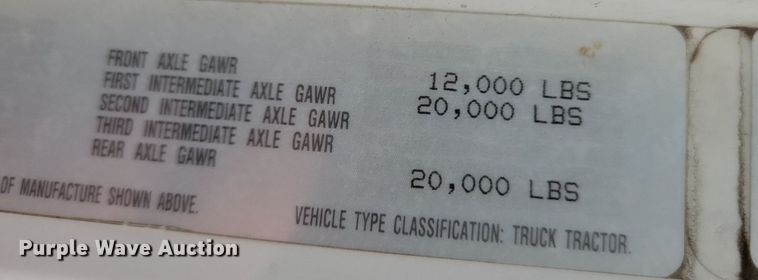 FRONT AXLE GAWR 12,000 LBS
FIRST INTERMEDIATE AXLE GAWR 20,000 LBS
SECOND INTERMEDIATE AXLE GAWR
THIRD INTERMEDIATE AXLE GAWR
REAR AXLE GAWR 20,000 LBS
OF MANUFACTURE SHOWN ABOVE.
VEHICLE TYPE CLASSIFICATION: TRUCK TRACTOR.
Purple Wave Auction